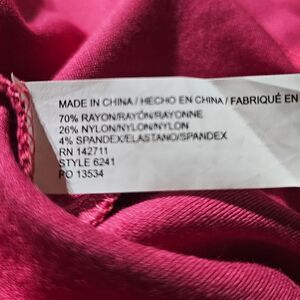 MADE IN CHINA / HECHO EN CHINA / FABRIQUÉ EN
70% RAYON/RAYÓN/RAYONNE
26% NYLON/NYLON/NYLON
4% SPANDEX/ELASTANO/SPANDEX
RN 142711
STYLE 6241
PO 13534